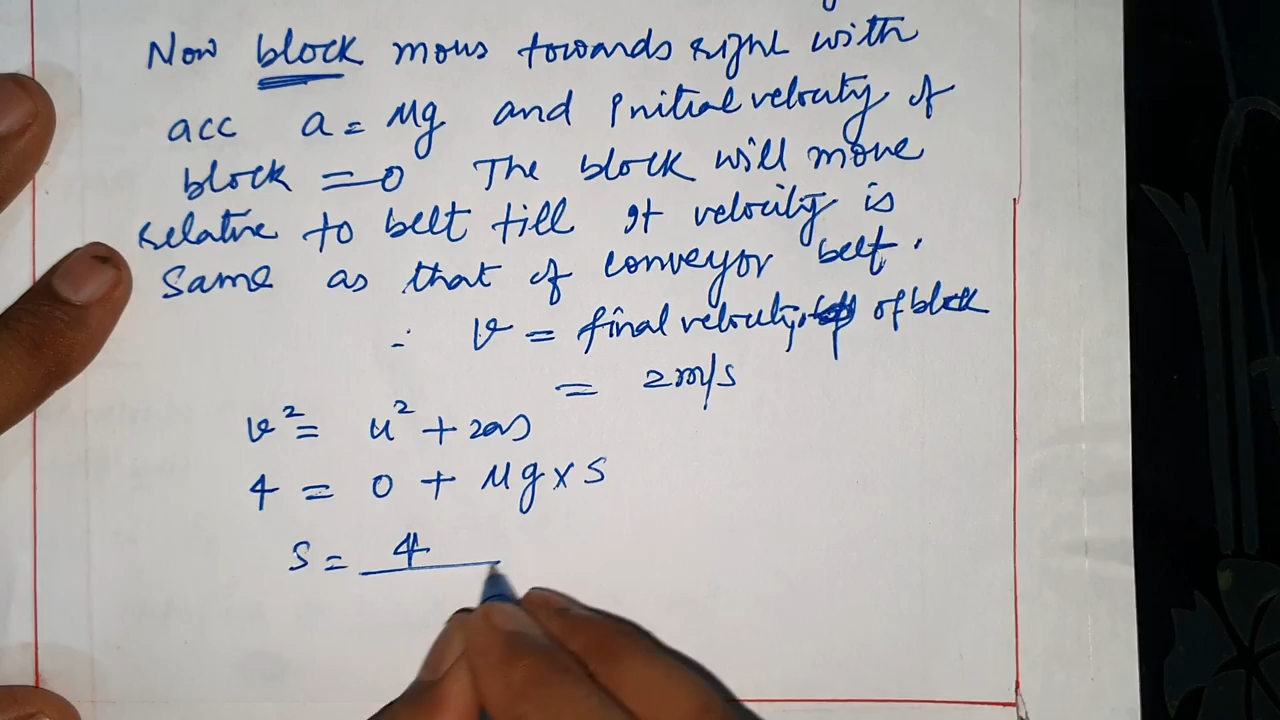 Now block movs towards right with
acc a = μg and Initial velocity of
block = 0 The block will move
relative to belt till It velocity is
Same as that of conveyor belt.
∴ v = final velocity of block
= 2m/s
v² = u² + 2as
4 = 0 + μg x s
s = 4